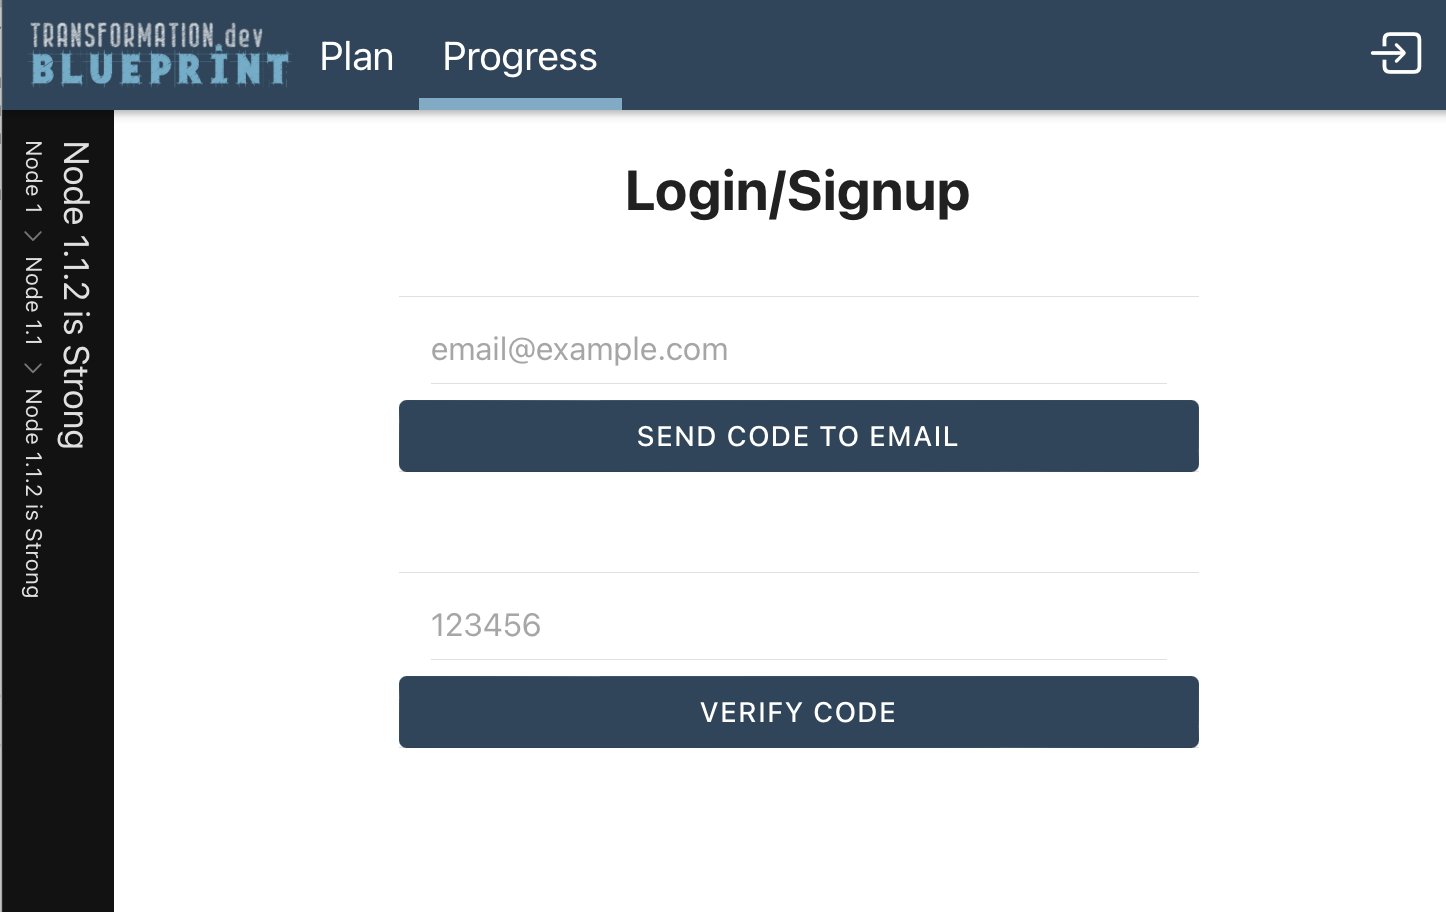 TRANSFORMATION.dev
BLUEPRINT
Plan
Progress
Node 1.1.2 is Strong
Node 1 > Node 1.1 > Node 1.1.2 is Strong
Login/Signup
email@example.com
SEND CODE TO EMAIL
123456
VERIFY CODE